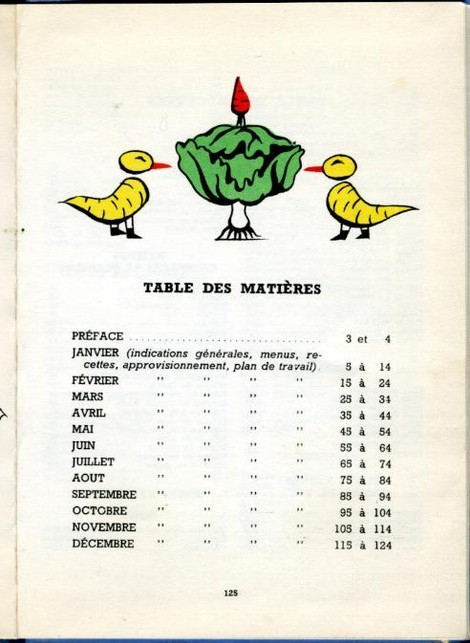 TABLE DES MATIÈRES
PRÉFACE ................................ 3 et 4
JANVIER (indications générales, menus, re-
cettes, approvisionnement, plan de travail). 5 à 14
FÉVRIER '' '' '' '' 15 à 24
MARS '' '' '' '' 25 à 34
AVRIL '' '' '' '' 35 à 44
MAI '' '' '' '' 45 à 54
JUIN '' '' '' '' 55 à 64
JUILLET '' '' '' '' 65 à 74
AOUT '' '' '' '' 75 à 84
SEPTEMBRE '' '' '' '' 85 à 94
OCTOBRE '' '' '' '' 95 à 104
NOVEMBRE '' '' '' '' 105 à 114
DÉCEMBRE '' '' '' '' 115 à 124
125